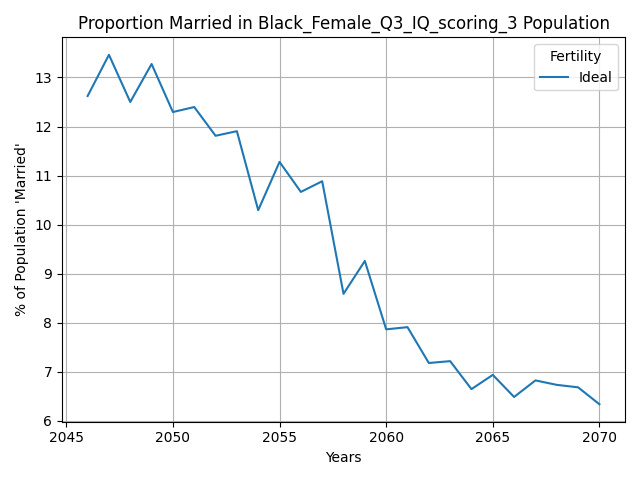 Proportion Married in Black_Female_Q3_IQ_scoring_3 Population
Fertility
Ideal
% of Population 'Married'
13
12
11
10
9
8
7
6
2045
2050
2055
2060
2065
2070
Years